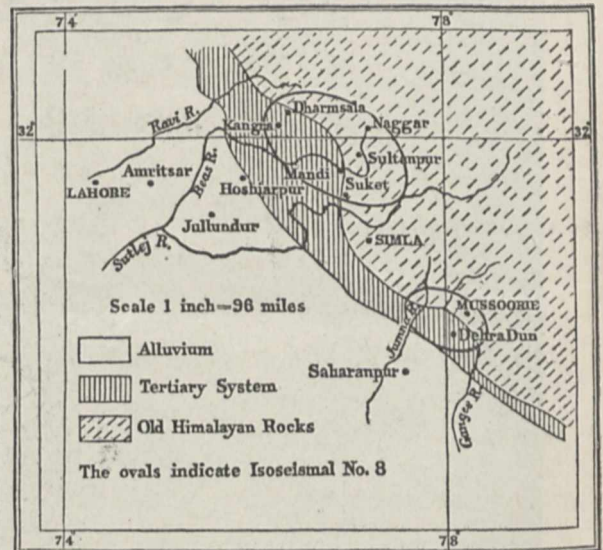 74°
78°
Ravi R.
Dharmsala
Kangra
Naggar
32°
32°
Sultanpur
Amritsar
Beas R.
Mandi
LAHORE
Hoshiarpur
Suket
Jullundur
Sutlej R.
SIMLA
Scale 1 inch=96 miles
MUSSOORIE
Jumna R.
Alluvium
Dehra Dun
Saharanpur
Tertiary System
Ganges R.
Old Himalayan Rocks
The ovals indicate Isoseismal No. 8
74°
78°